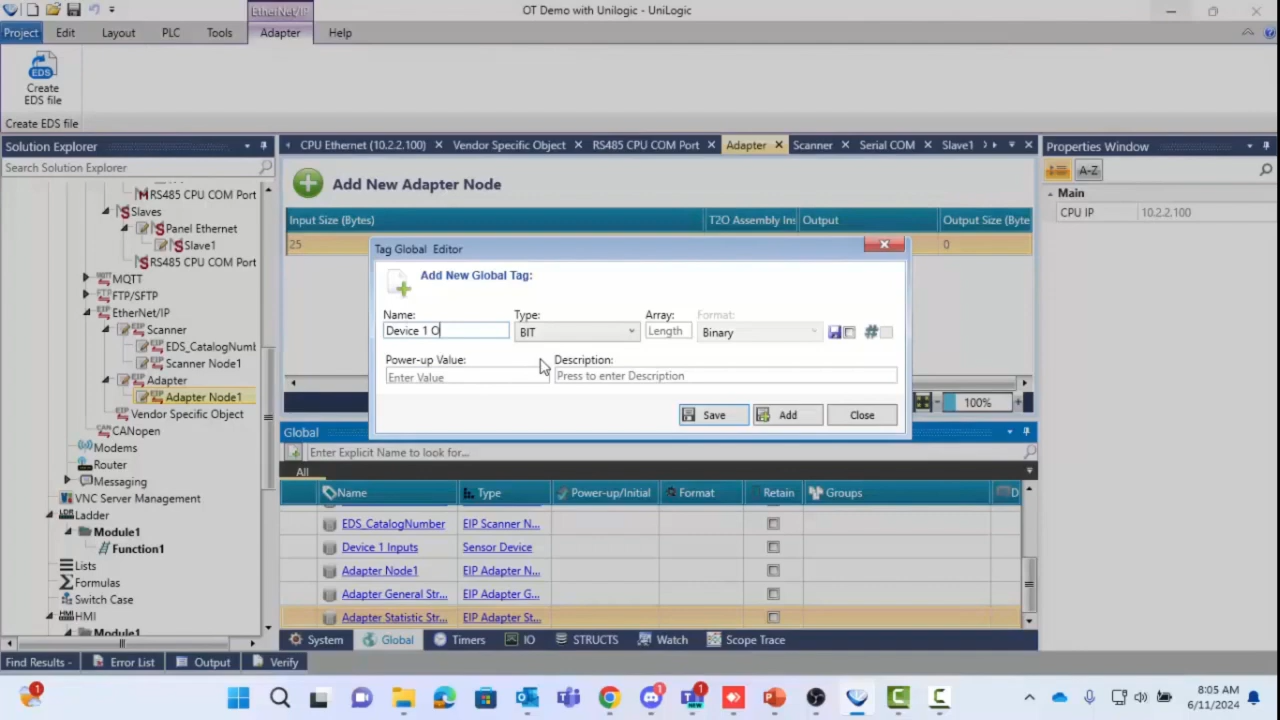 EtherNet/IP
OT Demo with Unilogic - UniLogic
Project
Edit
Layout
PLC
Tools
Adapter
Help
EDS
Create
EDS file
Create EDS file
Solution Explorer
Search Solution Explorer
RS485 CPU COM Port
Slaves
Panel Ethernet
Slave1
RS485 CPU COM Port
MQTT
FTP/SFTP
EtherNet/IP
Scanner
EDS_CatalogNumb
Scanner Node1
Adapter
Adapter Node1
Vendor Specific Object
CANopen
Modems
Router
Messaging
VNC Server Management
Ladder
Module1
Function1
Lists
Formulas
Switch Case
HMI
Module1
CPU Ethernet (10.2.2.100)
Vendor Specific Object
RS485 CPU COM Port
Adapter
Scanner
Serial COM
Slave1
Add New Adapter Node
Input Size (Bytes)
T2O Assembly Ins
Output
Output Size (Byte
25
0
Tag Global Editor
Add New Global Tag:
Name:
Type:
Array:
Format:
Device 1 O
BIT
Length
Binary
#
Power-up Value:
Description:
Enter Value
Press to enter Description
Save
Add
Close
100%
Global
Enter Explicit Name to look for...
All
Name
Type
Power-up/Initial
Format
Retain
Groups
D
EDS_CatalogNumber
EIP Scanner N...
Device 1 Inputs
Sensor Device
Adapter Node1
EIP Adapter N...
Adapter General Str...
EIP Adapter G...
Adapter Statistic Str...
EIP Adapter St...
System
Global
Timers
IO
STRUCTS
Watch
Scope Trace
Properties Window
A-Z
Main
CPU IP
10.2.2.100
Find Results -
Error List
Output
Verify
1
1
1
NEW
8:05 AM
6/11/2024